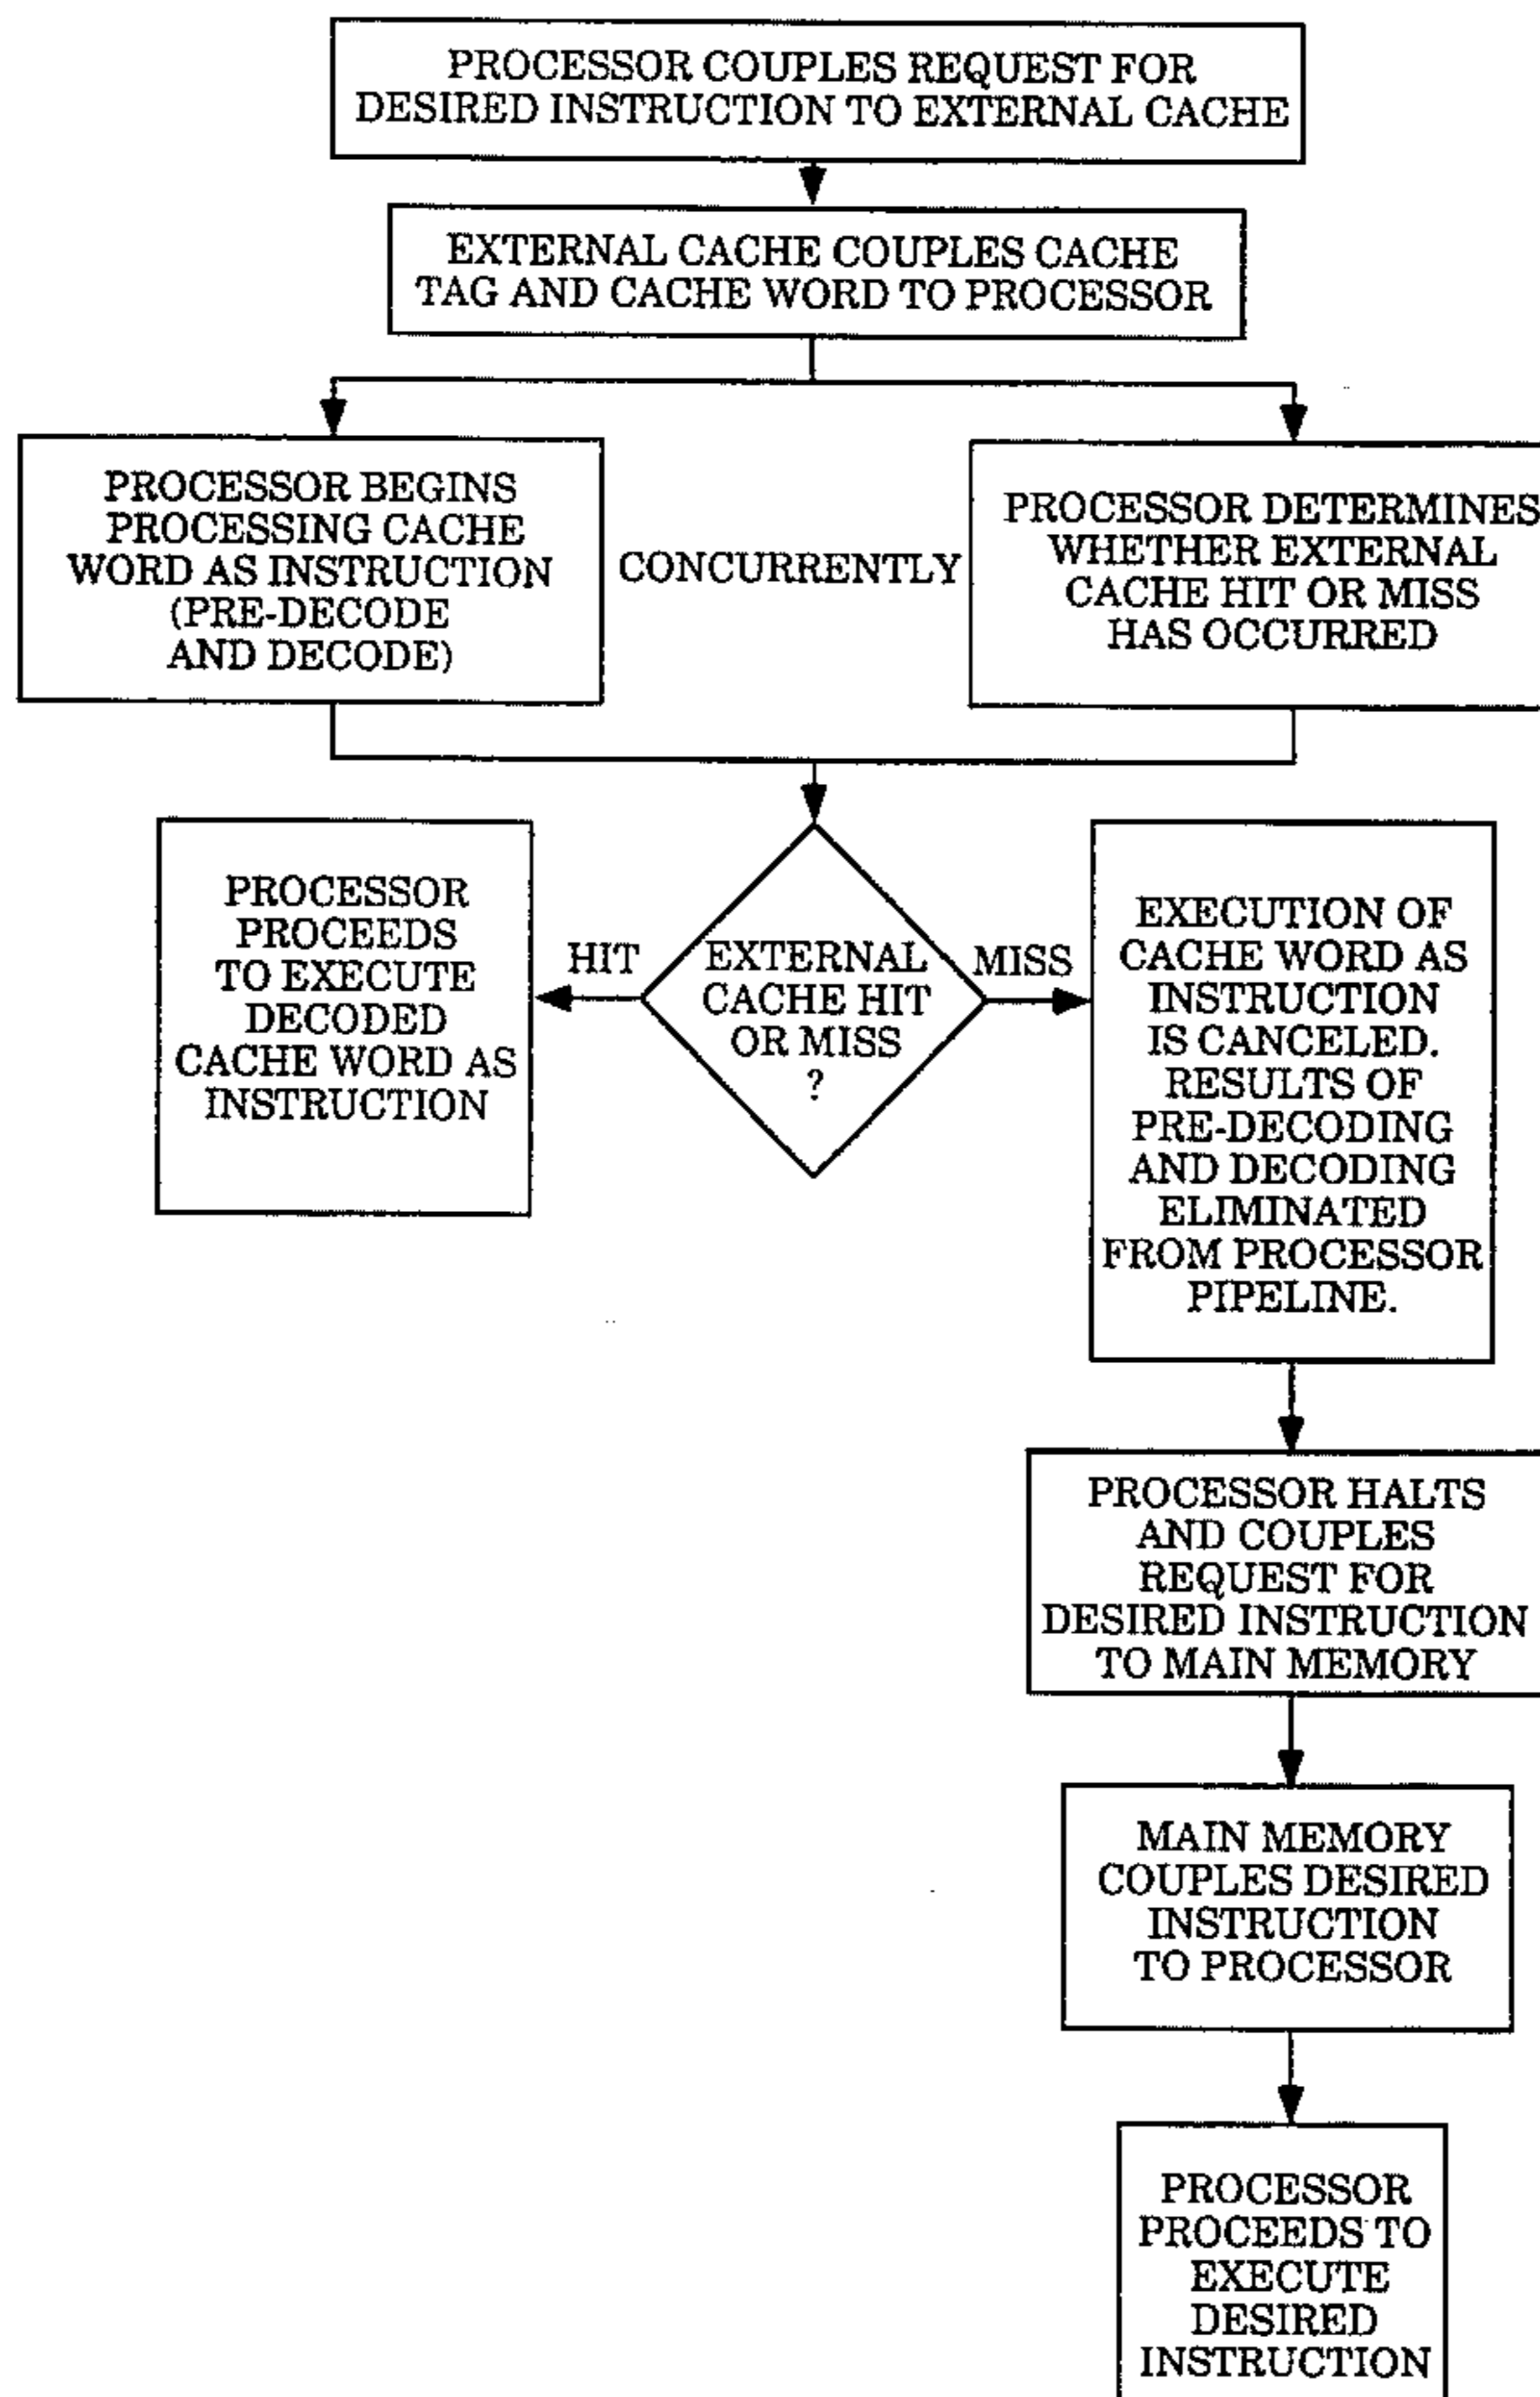 PROCESSOR COUPLES REQUEST FOR
DESIRED INSTRUCTION TO EXTERNAL CACHE
EXTERNAL CACHE COUPLES CACHE
TAG AND CACHE WORD TO PROCESSOR
PROCESSOR BEGINS
PROCESSING CACHE
WORD AS INSTRUCTION
(PRE-DECODE
AND DECODE)
CONCURRENTLY
PROCESSOR DETERMINES
WHETHER EXTERNAL
CACHE HIT OR MISS
HAS OCCURRED
PROCESSOR
PROCEEDS
TO EXECUTE
DECODED
CACHE WORD AS
INSTRUCTION
HIT
EXTERNAL
CACHE HIT
OR MISS
?
MISS
EXECUTION OF
CACHE WORD AS
INSTRUCTION
IS CANCELED.
RESULTS OF
PRE-DECODING
AND DECODING
ELIMINATED
FROM PROCESSOR
PIPELINE.
PROCESSOR HALTS
AND COUPLES
REQUEST FOR
DESIRED INSTRUCTION
TO MAIN MEMORY
MAIN MEMORY
COUPLES DESIRED
INSTRUCTION
TO PROCESSOR
PROCESSOR
PROCEEDS TO
EXECUTE
DESIRED
INSTRUCTION